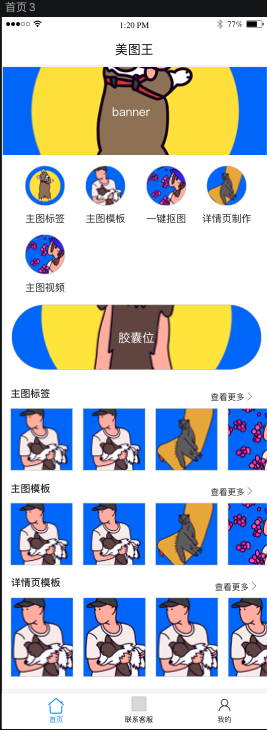 首页 3
1:20 PM
77%
美图王
banner
主图标签 主图模板 一键抠图 详情页制作
主图视频
胶囊位
主图标签 查看更多
主图模板 查看更多
详情页模板 查看更多
首页 联系客服 我的